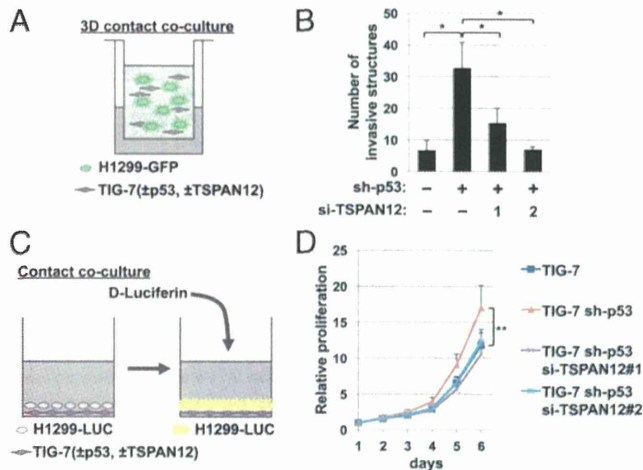 A
3D contact co-culture
H1299-GFP
TIG-7(±p53, ±TSPAN12)
B
Number of
invasive structures
50
40
30
20
10
0
* * *
sh-p53: – + + +
si-TSPAN12: – – 1 2
C
Contact co-culture
D-Luciferin
H1299-LUC
H1299-LUC
TIG-7(±p53, ±TSPAN12)
D
Relative proliferation
25
20
15
10
5
0
1 2 3 4 5 6
days
**
TIG-7
TIG-7 sh-p53
TIG-7 sh-p53
si-TSPAN12#1
TIG-7 sh-p53
si-TSPAN12#2